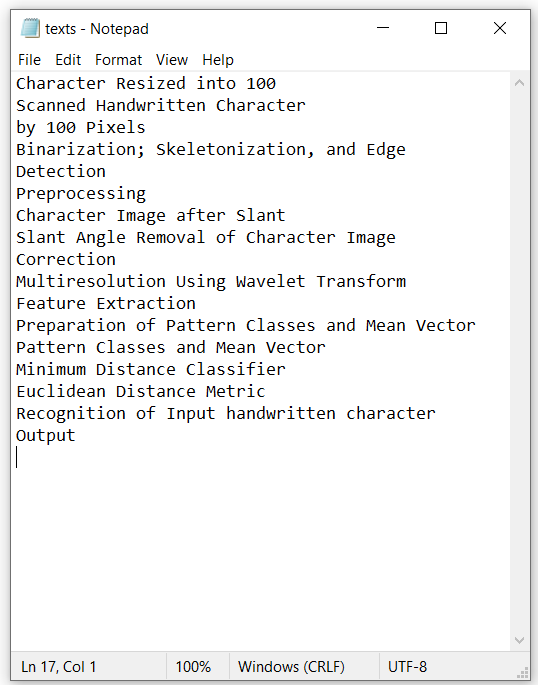 texts - Notepad
File Edit Format View Help
Character Resized into 100
Scanned Handwritten Character
by 100 Pixels
Binarization; Skeletonization, and Edge
Detection
Preprocessing
Character Image after Slant
Slant Angle Removal of Character Image
Correction
Multiresolution Using Wavelet Transform
Feature Extraction
Preparation of Pattern Classes and Mean Vector
Pattern Classes and Mean Vector
Minimum Distance Classifier
Euclidean Distance Metric
Recognition of Input handwritten character
Output
Ln 17, Col 1 100% Windows (CRLF) UTF-8